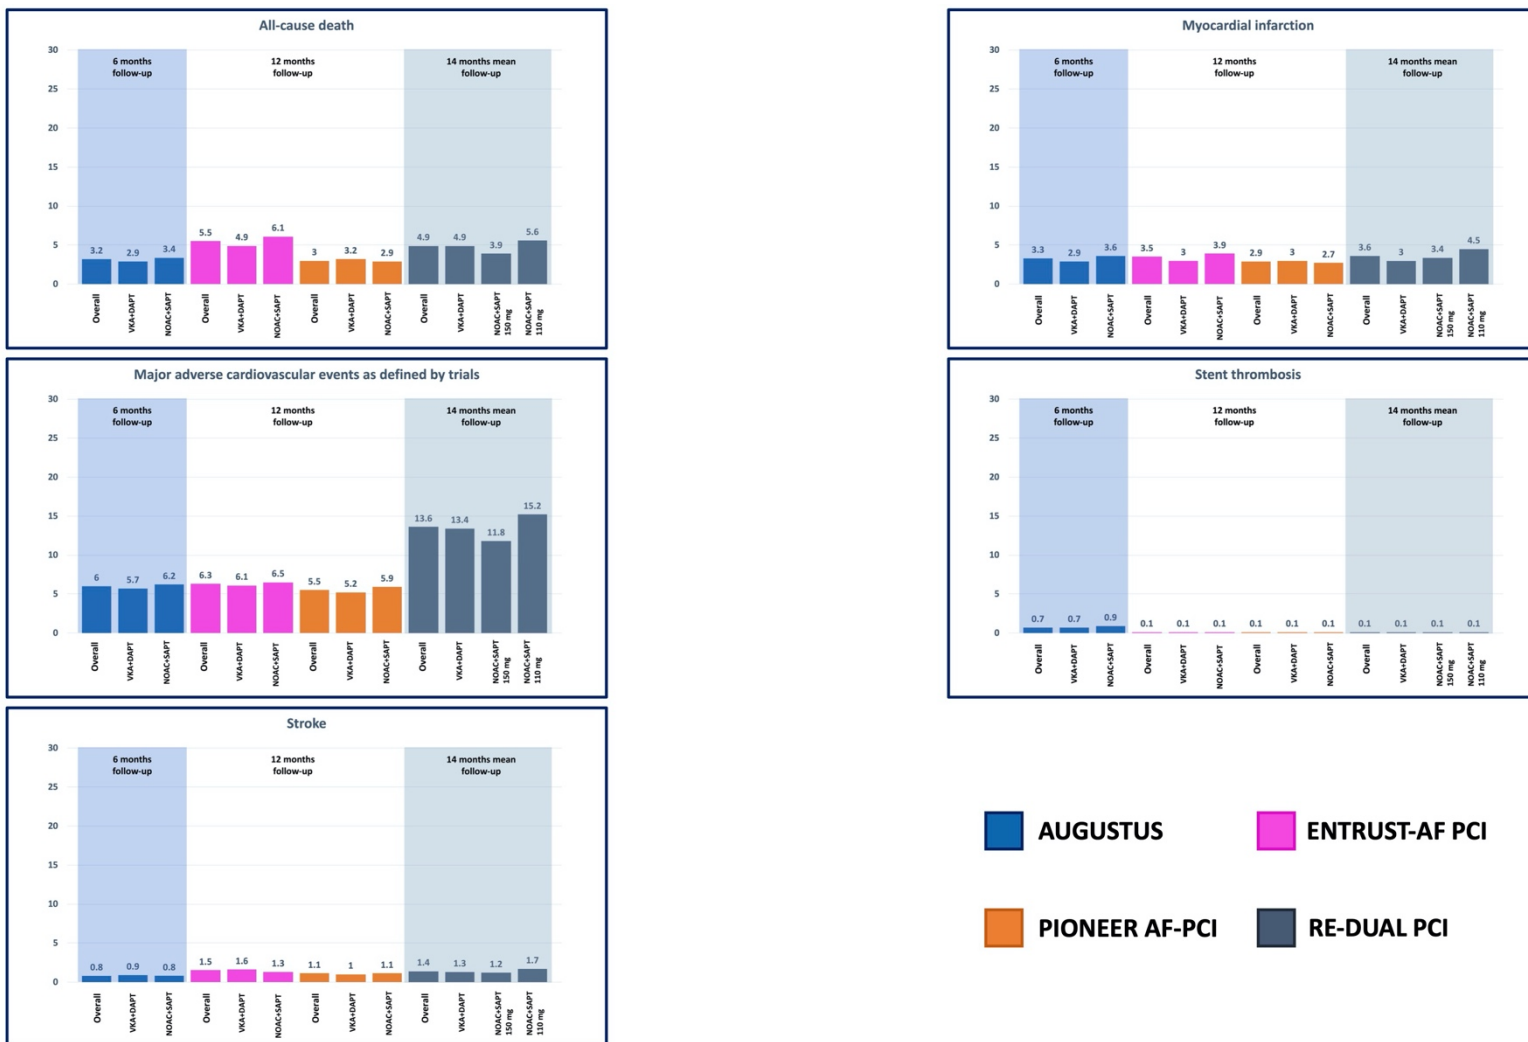 All-cause death
6 months
follow-up
12 months
follow-up
14 months mean
follow-up
30
25
20
15
10
5
0
3.2
2.9
3.4
5.5
4.9
6.1
3
3.2
2.9
4.9
4.9
3.9
5.6
Overall
VKA+DAPT
NOAC+SAPT
Overall
VKA+DAPT
NOAC+SAPT
Overall
VKA+DAPT
NOAC+SAPT
Overall
VKA+DAPT
NOAC+SAPT
150 mg
NOAC+SAPT
110 mg
Myocardial infarction
6 months
follow-up
12 months
follow-up
14 months mean
follow-up
30
25
20
15
10
5
0
3.3
2.9
3.6
3.5
3
3.9
2.9
3
2.7
3.6
3
3.4
4.5
Overall
VKA+DAPT
NOAC+SAPT
Overall
VKA+DAPT
NOAC+SAPT
Overall
VKA+DAPT
NOAC+SAPT
Overall
VKA+DAPT
NOAC+SAPT
150 mg
NOAC+SAPT
110 mg
Major adverse cardiovascular events as defined by trials
6 months
follow-up
12 months
follow-up
14 months mean
follow-up
30
25
20
15
10
5
0
6
5.7
6.2
6.3
6.1
6.5
5.5
5.2
5.9
13.6
13.4
11.8
15.2
Overall
VKA+DAPT
NOAC+SAPT
Overall
VKA+DAPT
NOAC+SAPT
Overall
VKA+DAPT
NOAC+SAPT
Overall
VKA+DAPT
NOAC+SAPT
150 mg
NOAC+SAPT
110 mg
Stent thrombosis
6 months
follow-up
12 months
follow-up
14 months mean
follow-up
30
25
20
15
10
5
0
0.7
0.7
0.9
0.1
0.1
0.1
0.1
0.1
0.1
0.1
0.1
0.1
0.1
Overall
VKA+DAPT
NOAC+SAPT
Overall
VKA+DAPT
NOAC+SAPT
Overall
VKA+DAPT
NOAC+SAPT
Overall
VKA+DAPT
NOAC+SAPT
150 mg
NOAC+SAPT
110 mg
Stroke
6 months
follow-up
12 months
follow-up
14 months mean
follow-up
30
25
20
15
10
5
0
0.8
0.9
0.8
1.5
1.6
1.3
1.1
1
1.1
1.4
1.3
1.2
1.7
Overall
VKA+DAPT
NOAC+SAPT
Overall
VKA+DAPT
NOAC+SAPT
Overall
VKA+DAPT
NOAC+SAPT
Overall
VKA+DAPT
NOAC+SAPT
150 mg
NOAC+SAPT
110 mg
AUGUSTUS
ENTRUST-AF PCI
PIONEER AF-PCI
RE-DUAL PCI